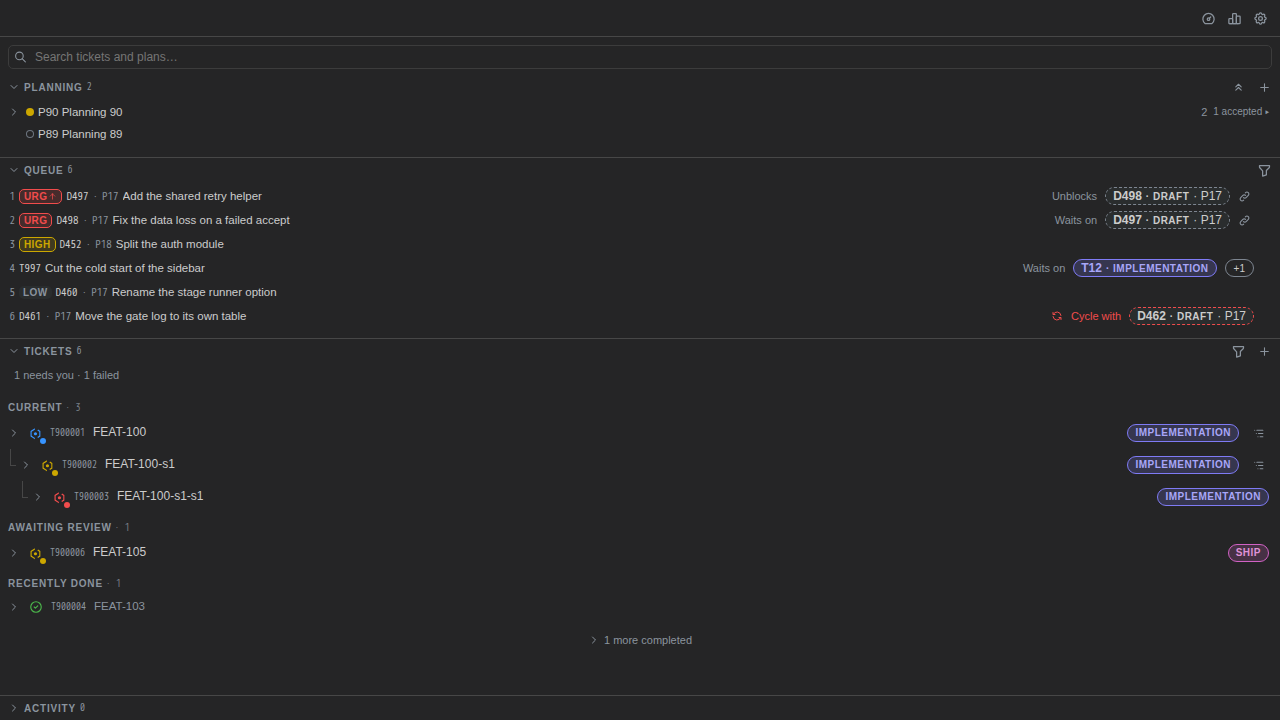 Search tickets and plans…
PLANNING 2
P90 Planning 90 2 1 accepted ▸
P89 Planning 89
QUEUE 6
1 URG↑ D497 · P17 Add the shared retry helper Unblocks D498 · DRAFT · P17
2 URG D498 · P17 Fix the data loss on a failed accept Waits on D497 · DRAFT · P17
3 HIGH D452 · P18 Split the auth module
4 T997 Cut the cold start of the sidebar Waits on T12 · IMPLEMENTATION +1
5 LOW D460 · P17 Rename the stage runner option
6 D461 · P17 Move the gate log to its own table Cycle with D462 · DRAFT · P17
TICKETS 6
1 needs you · 1 failed
CURRENT · 3
T900001 FEAT-100 IMPLEMENTATION
T900002 FEAT-100-s1 IMPLEMENTATION
T900003 FEAT-100-s1-s1 IMPLEMENTATION
AWAITING REVIEW · 1
T900006 FEAT-105 SHIP
RECENTLY DONE · 1
T900004 FEAT-103
1 more completed
ACTIVITY 0